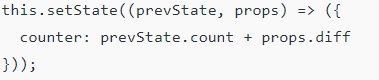 this.setState((prevState, props) => ({
  counter: prevState.count + props.diff
}));